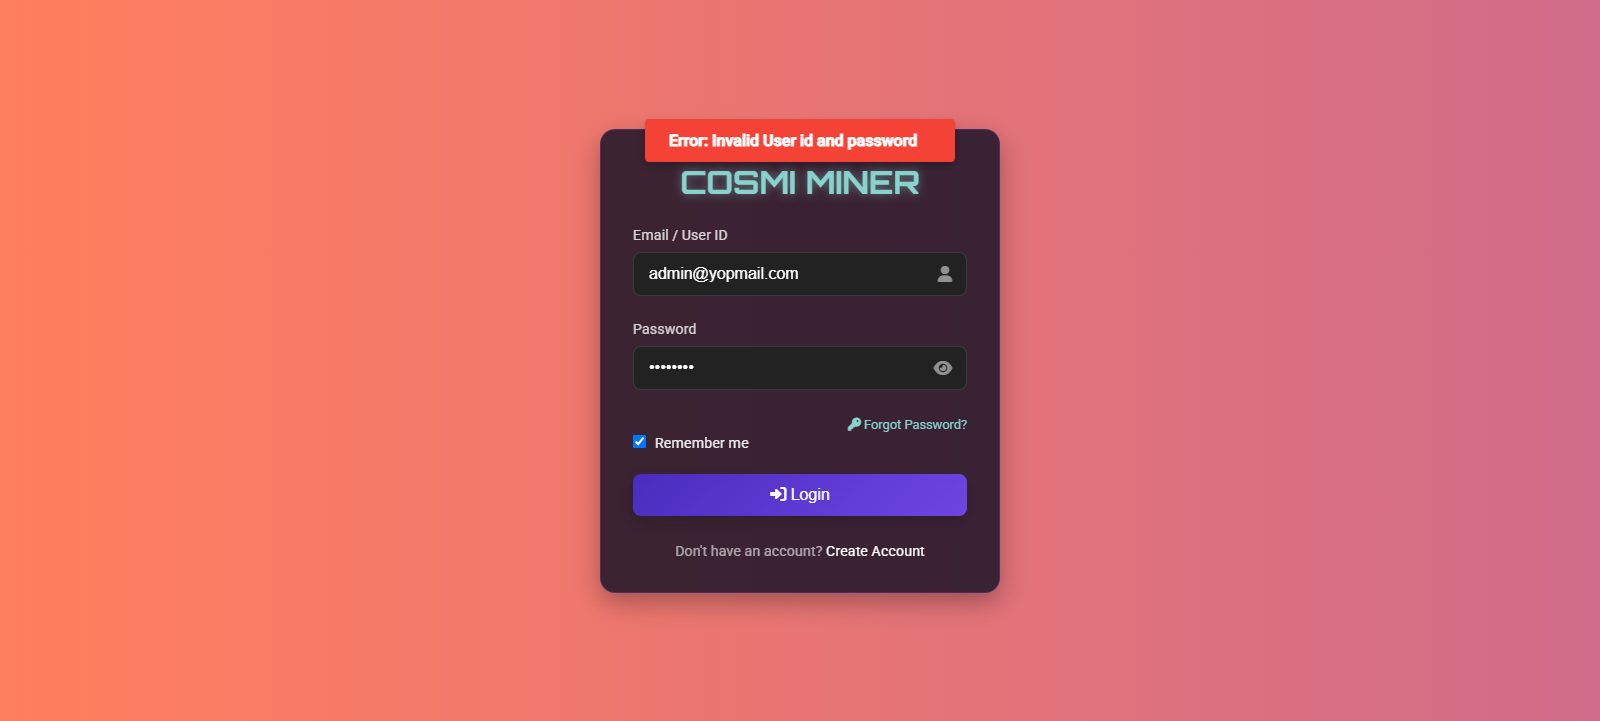 Error: Invalid User id and password
COSMI MINER
Email / User ID
admin@yopmail.com
Password
••••••••
Forgot Password?
Remember me
Login
Don't have an account? Create Account